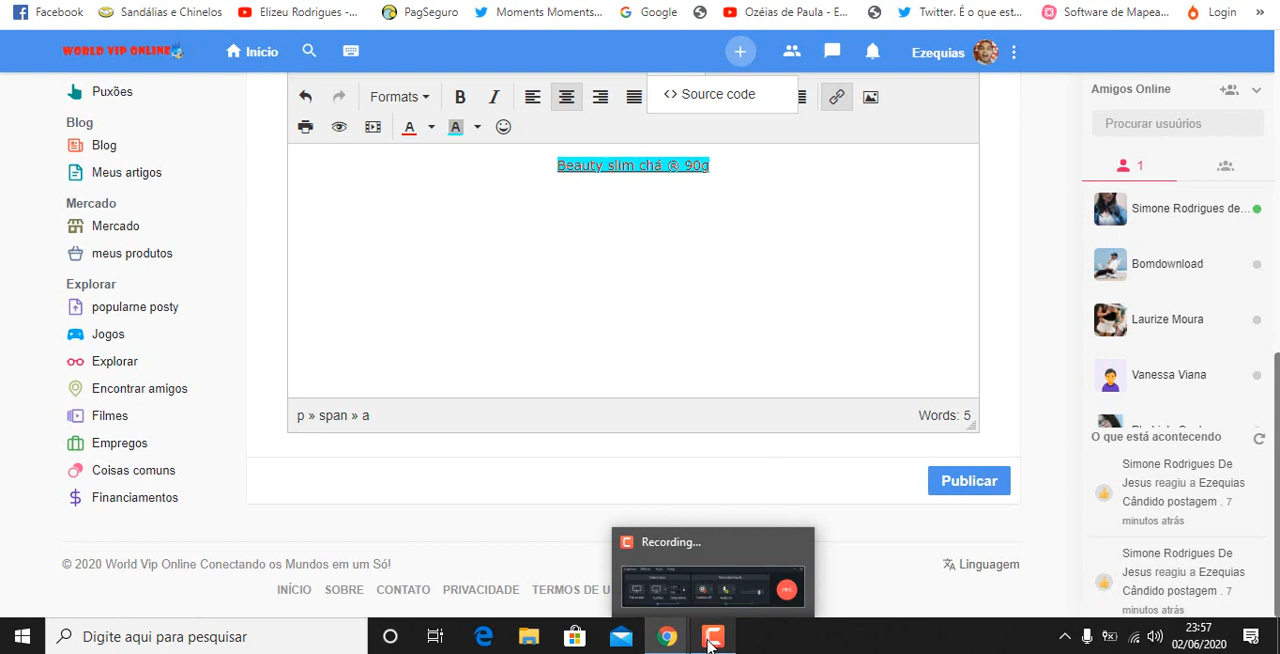 Facebook Sandálias e Chinelos Elizeu Rodrigues -... PagSeguro Moments Moments... Google Ozéias de Paula - E... Twitter. É o que est... Software de Mapea... Login »
WORLD VIP ONLINE Início Ezequias
Puxões
Blog
Blog
Meus artigos
Mercado
Mercado
meus produtos
Explorar
popularne posty
Jogos
Explorar
Encontrar amigos
Filmes
Empregos
Coisas comuns
Financiamentos
Formats B I A A
<> Source code
Beauty slim chá @ 90g
p » span » a Words: 5
Publicar
Amigos Online
Procurar usuários
1
Simone Rodrigues de...
Bomdownload
Laurize Moura
Vanessa Viana
O que está acontecendo
Simone Rodrigues De
Jesus reagiu a Ezequias
Cândido postagem . 7
minutos atrás
Simone Rodrigues De
Jesus reagiu a Ezequias
Cândido postagem . 7
minutos atrás
© 2020 World Vip Online Conectando os Mundos em um Só! Linguagem
INÍCIO SOBRE CONTATO PRIVACIDADE TERMOS DE U
Recording...
Digite aqui para pesquisar
23:57
02/06/2020